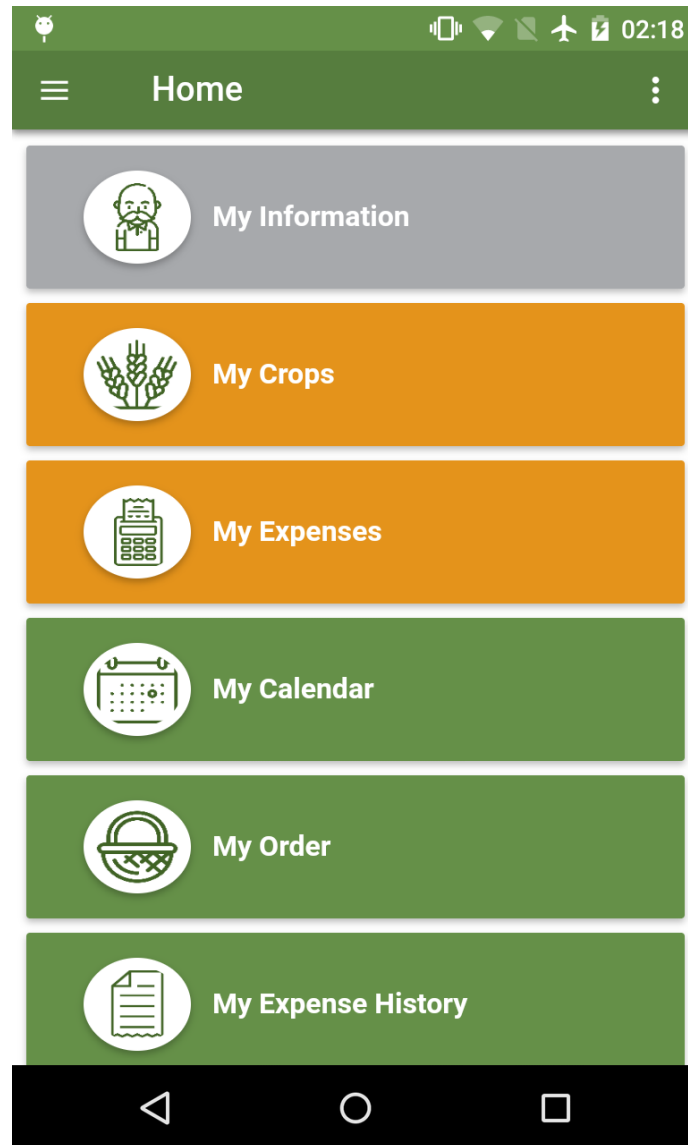 02:18
Home
My Information
My Crops
My Expenses
My Calendar
My Order
My Expense History